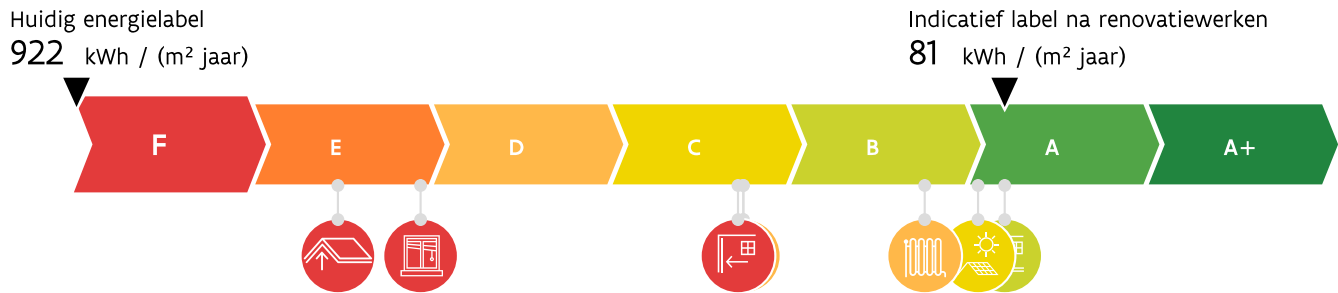 Huidig energielabel
922 kWh / (m² jaar)
Indicatief label na renovatiewerken
81 kWh / (m² jaar)
F E D C B A A+